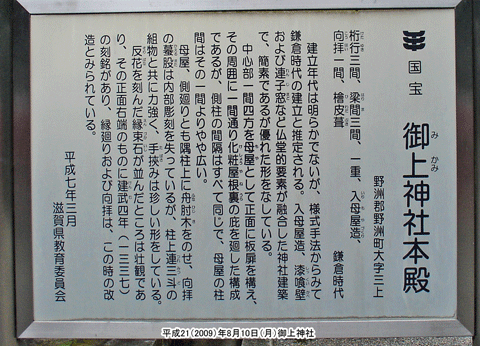 国宝 御上神社本殿
み かみ
野洲郡野洲町大字三上
桁行三間、梁間三間、一重、入母屋造、 鎌倉時代
向拝一間、檜皮葺
建立年代は明らかでないが、様式手法からみて
鎌倉時代の建立と推定される。入母屋造、漆喰壁
および連子窓など仏堂的要素が融合した神社建築
で、簡素であるが優れた形をなしている。
中心部一間四方を母屋として正面に板扉を構え、
その周囲に一間通り化粧屋根裏の庇を廻した構成
であるが、側柱の間隔はすべて同じで、母屋の柱
間はその一間よりやや広い。
母屋、側廻りとも隅柱上に舟肘木をのせ、向拝
の蟇股は内部彫刻を失っているが、柱上連三斗の
組物と共に力強く、手挟みは珍しい形をしている。
反花を刻んだ縁束石が並んだところは壮観であ
り、その正面右端のものに建武四年(一三三七)
の刻銘があり、縁廻りおよび向拝は、この時の改
造とみられている。
平成七年三月
滋賀県教育委員会
平成21(2009)年8月10日(月)御上神社